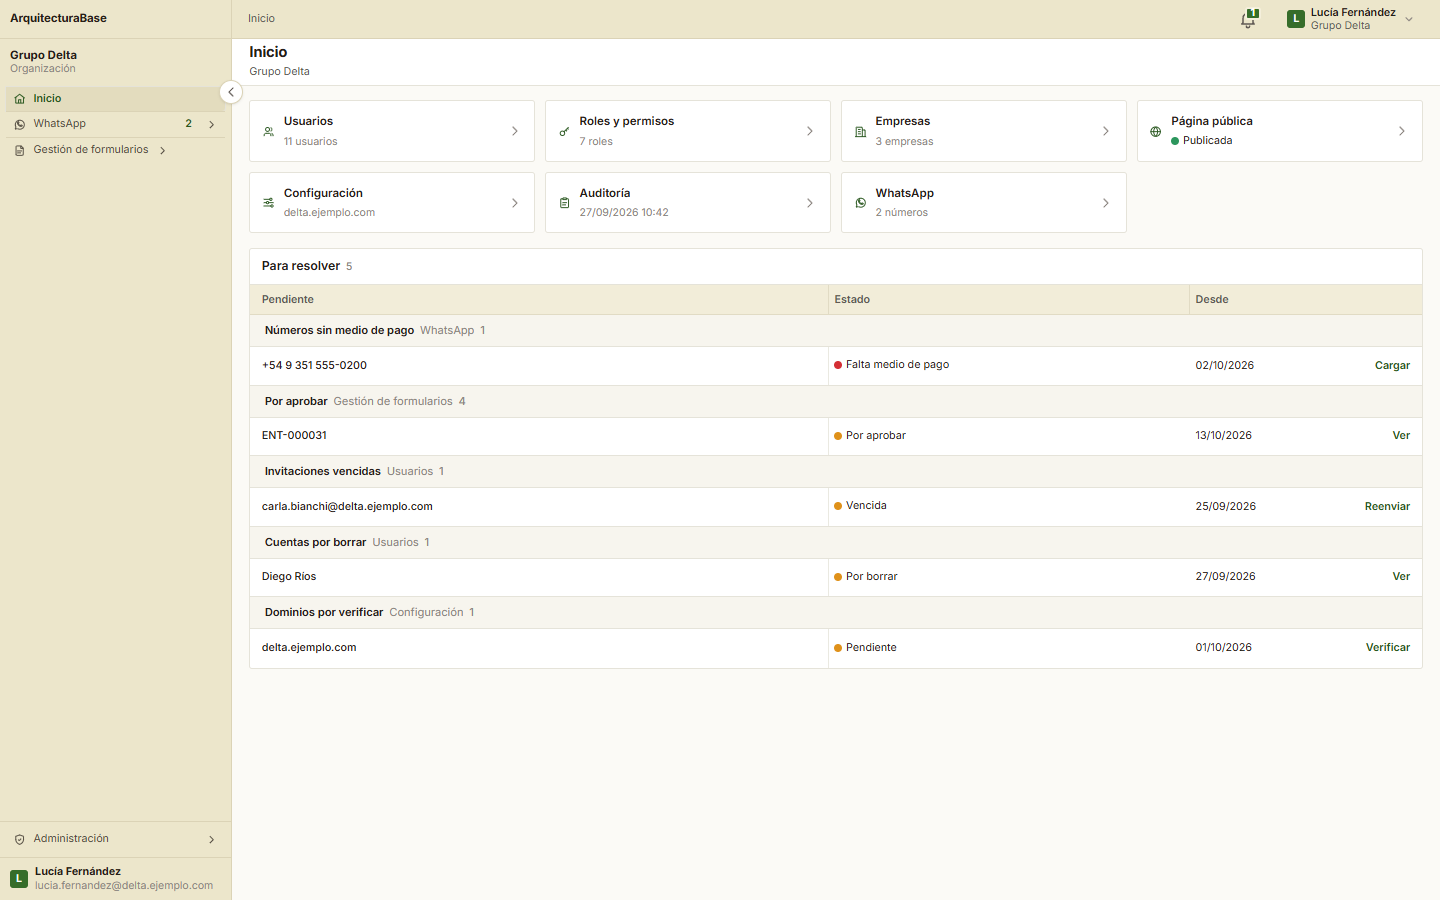 ArquitecturaBase
Inicio
1
L
Lucía Fernández
Grupo Delta
Grupo Delta
Organización
Inicio
WhatsApp 2
Gestión de formularios
Inicio
Grupo Delta
Usuarios
11 usuarios
Roles y permisos
7 roles
Empresas
3 empresas
Página pública
Publicada
Configuración
delta.ejemplo.com
Auditoría
27/09/2026 10:42
WhatsApp
2 números
Para resolver 5
Pendiente Estado Desde
Números sin medio de pago WhatsApp 1
+54 9 351 555-0200 Falta medio de pago 02/10/2026 Cargar
Por aprobar Gestión de formularios 4
ENT-000031 Por aprobar 13/10/2026 Ver
Invitaciones vencidas Usuarios 1
carla.bianchi@delta.ejemplo.com Vencida 25/09/2026 Reenviar
Cuentas por borrar Usuarios 1
Diego Ríos Por borrar 27/09/2026 Ver
Dominios por verificar Configuración 1
delta.ejemplo.com Pendiente 01/10/2026 Verificar
Administración
L
Lucía Fernández
lucia.fernandez@delta.ejemplo.com